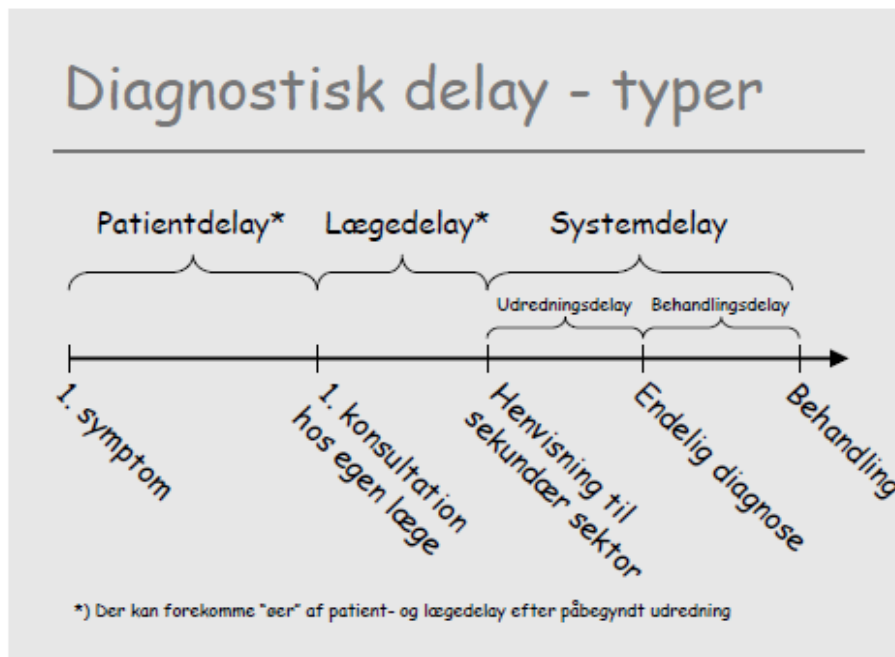 Diagnostisk delay - typer
Patientdelay*
Lægedelay*
Systemdelay
Udredningsdelay
Behandlingsdelay
1. symptom
1. konsultation
hos egen læge
Henvisning til
sekundær sektor
Endelig diagnose
Behandling
*) Der kan forekomme "øer" af patient- og lægedelay efter påbegyndt udredning